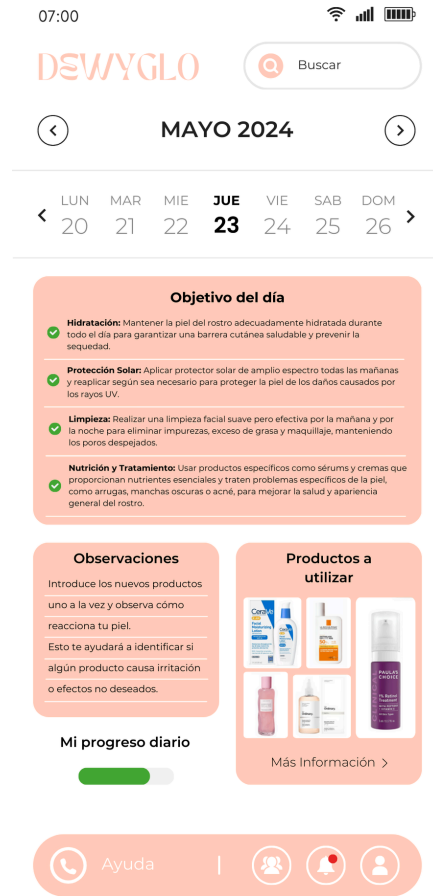 07:00
DEWYGLO
Buscar
MAYO 2024
LUN MAR MIE JUE VIE SAB DOM
20 21 22 23 24 25 26
Objetivo del día
Hidratación: Mantener la piel del rostro adecuadamente hidratada durante
todo el día para garantizar una barrera cutánea saludable y prevenir la
sequedad.
Protección Solar: Aplicar protector solar de amplio espectro todas las mañanas
y reaplicar según sea necesario para proteger la piel de los daños causados por
los rayos UV.
Limpieza: Realizar una limpieza facial suave pero efectiva por la mañana y por
la noche para eliminar impurezas, exceso de grasa y maquillaje, manteniendo
los poros despejados.
Nutrición y Tratamiento: Usar productos específicos como sérums y cremas que
proporcionan nutrientes esenciales y traten problemas específicos de la piel,
como arrugas, manchas oscuras o acné, para mejorar la salud y apariencia
general del rostro.
Observaciones
Introduce los nuevos productos
uno a la vez y observa cómo
reacciona tu piel.
Esto te ayudará a identificar si
algún producto causa irritación
o efectos no deseados.
Mi progreso diario
Productos a
utilizar
CeraVe
Facial
Moisturizing
Lotion
PAULA'S
CHOICE
CLINICAL
1% Retinol
Treatment
Más Información
Ayuda